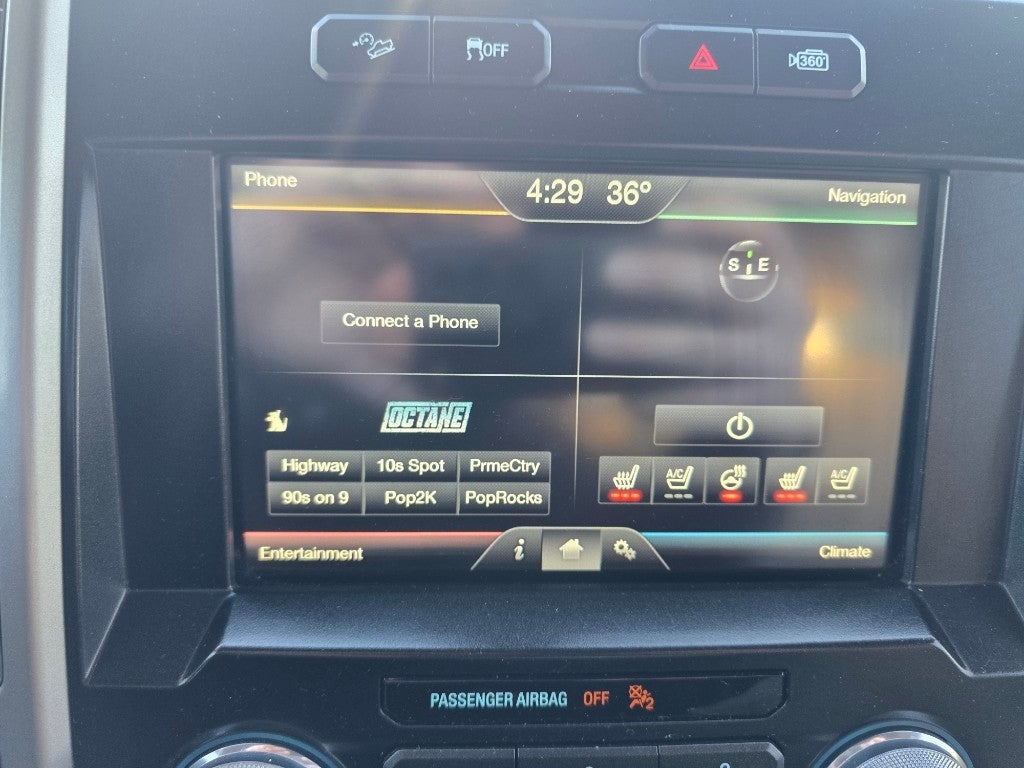 OFF
360°
Phone
4:29 36°
Navigation
S E
Connect a Phone
OCTANE
Highway 10s Spot PrmeCtry
90s on 9 Pop2K PopRocks
A/C A/C
Entertainment
i
Climate
PASSENGER AIRBAG OFF 2